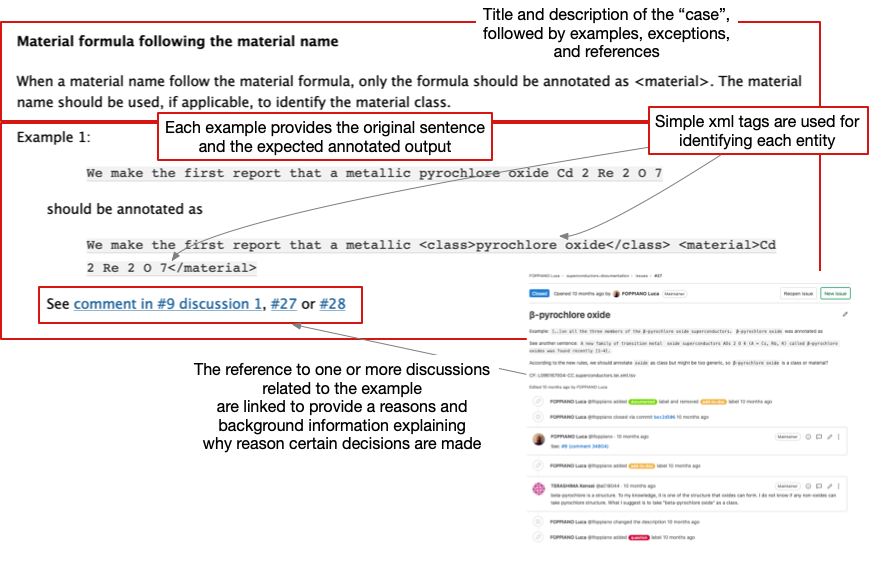 Title and description of the “case”,
followed by examples, exceptions,
and references
Material formula following the material name
When a material name follow the material formula, only the formula should be annotated as <material>. The material
name should be used, if applicable, to identify the material class.
Example 1:
Each example provides the original sentence
and the expected annotated output
Simple xml tags are used for
identifying each entity
We make the first report that a metallic pyrochlore oxide Cd 2 Re 2 O 7
should be annotated as
We make the first report that a metallic <class>pyrochlore oxide</class> <material>Cd
2 Re 2 O 7</material>
See comment in #9 discussion 1, #27 or #28
The reference to one or more discussions
related to the example
are linked to provide a reasons and
background information explaining
why reason certain decisions are made
FOPPIANO Luca › superconductors-documentation › Issues › #27
Closed Opened 10 months ago by FOPPIANO Luca Maintainer
Reopen issue
New issue
β-pyrochlore oxide
Example: [...]on all the three members of the β-pyrochlore oxide superconductors, β-pyrochlore oxide was annotated as
See another sentence: A new family of transition metal oxide superconductors AOs 2 O 6 (A = Cs, Rb, K) called β-pyrochlore
oxides was found recently [1-4].
According to the new rules, we should annotate oxide as class but might be too generic, so β-pyrochlore oxide is a class or material?
Edited 10 months ago by FOPPIANO Luca
FOPPIANO Luca @lfoppiano added documented label and removed label 10 months ago
FOPPIANO Luca @lfoppiano closed via commit 10 months ago
FOPPIANO Luca @lfoppiano · 10 months ago
Maintainer
See: #9 (comment 34804)
FOPPIANO Luca @lfoppiano added label 10 months ago
TERASHIMA Kensei · 10 months ago
Maintainer
beta-pyrochlore is a structure. To my knowledge, it is one of the structure that oxides can form. I do not know if any non-oxides can
take pyrochlore structure. What I suggest is to take "beta-pyrochlore oxide" as a class.
FOPPIANO Luca @lfoppiano changed the description 10 months ago
FOPPIANO Luca @lfoppiano added question label 10 months ago